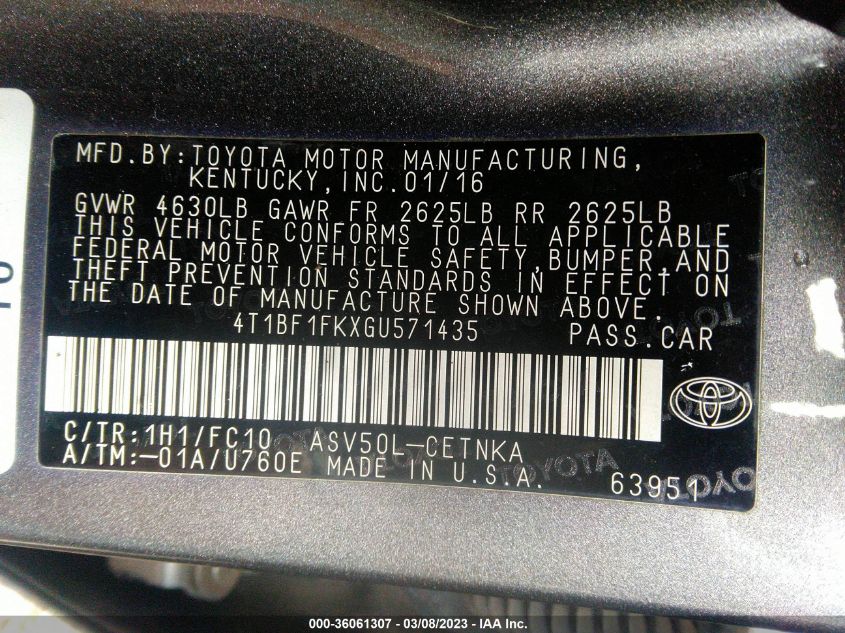 MFD.BY:TOYOTA MOTOR MANUFACTURING,
KENTUCKY,INC.01/16
GVWR 4630LB GAWR FR 2625LB RR 2625LB
THIS VEHICLE CONFORMS TO ALL APPLICABLE
FEDERAL MOTOR VEHICLE SAFETY,BUMPER,AND
THEFT PREVENTION STANDARDS IN EFFECT ON
THE DATE OF MANUFACTURE SHOWN ABOVE.
4T1BF1FKXGU571435 PASS.CAR
C/TR:1H1/FC10 ASV50L-CETNKA
A/TM:-01A/U760E MADE IN U.S.A.
63951
TOYOTA
TOYOTA
TOYOTA
000-36061307 - 03/08/2023 - IAA Inc.